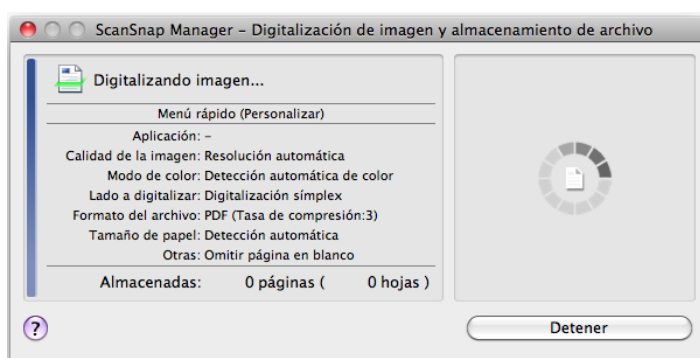 ScanSnap Manager – Digitalización de imagen y almacenamiento de archivo
Digitalizando imagen...
Menú rápido (Personalizar)
Aplicación: –
Calidad de la imagen: Resolución automática
Modo de color: Detección automática de color
Lado a digitalizar: Digitalización símplex
Formato del archivo: PDF (Tasa de compresión:3)
Tamaño de papel: Detección automática
Otras: Omitir página en blanco
Almacenadas: 0 páginas ( 0 hojas )
?
Detener